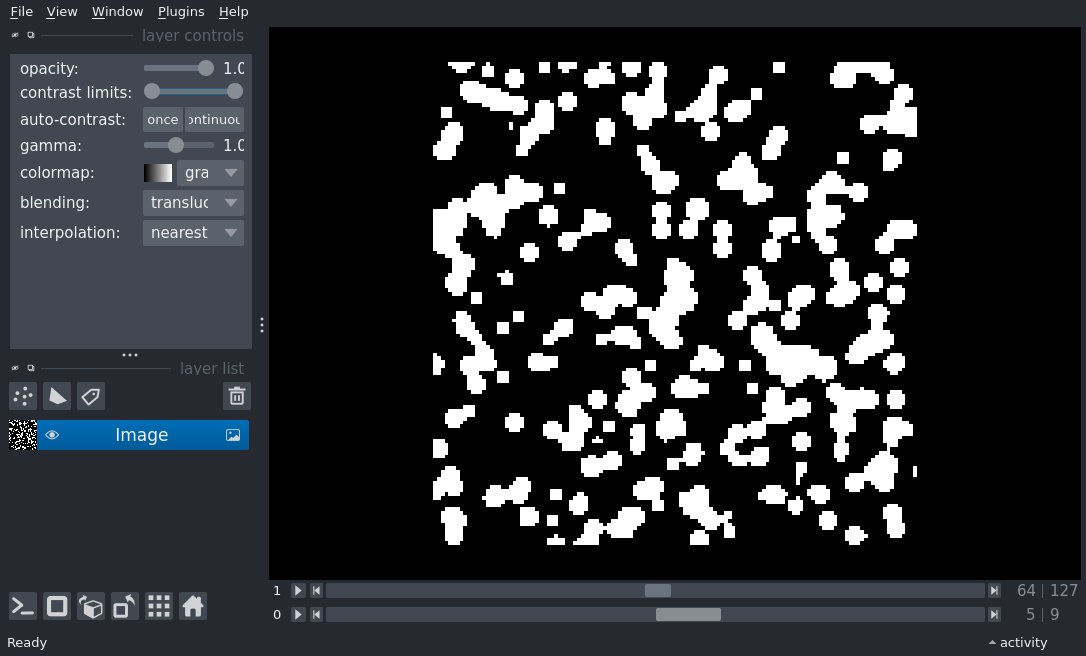 File View Window Plugins Help
layer controls
opacity: 1.0
contrast limits:
auto-contrast: once ontinuou
gamma: 1.0
colormap: gra
blending: transluc
interpolation: nearest
layer list
Image
1 64 | 127
0 5 | 9
Ready activity